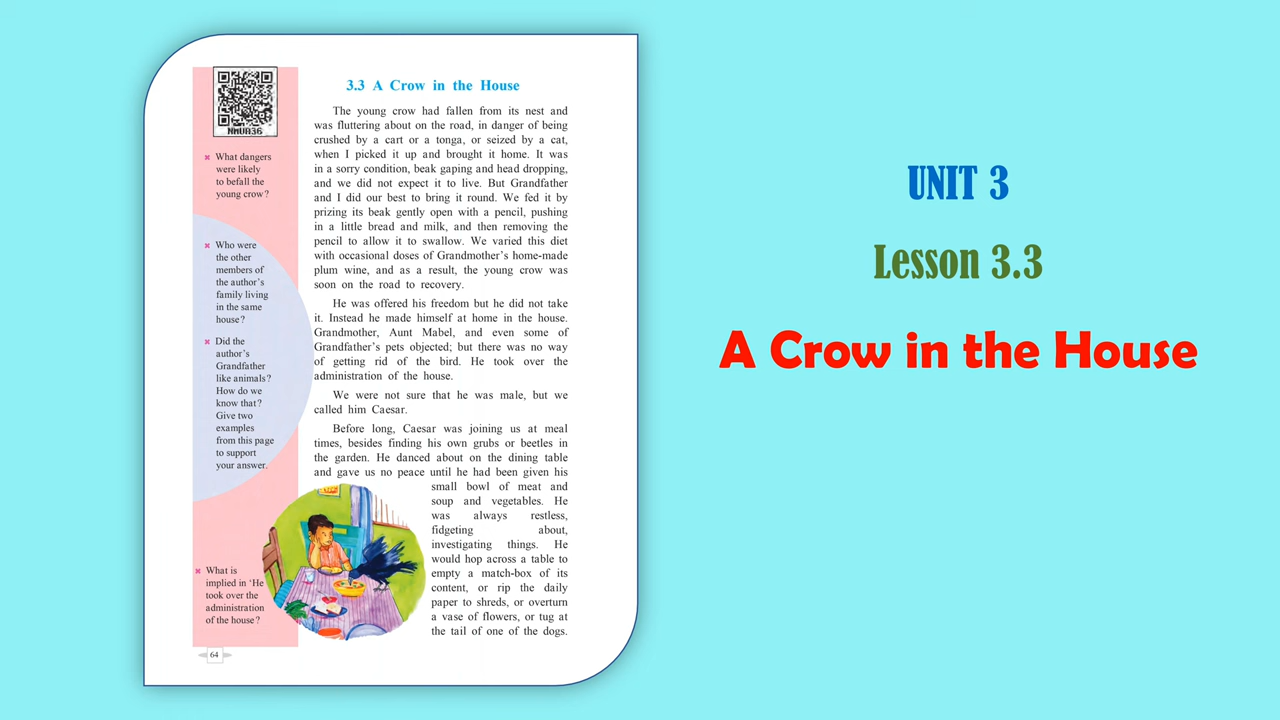 NMUA36
What dangers
were likely
to befall the
young crow?
Who were
the other
members of
the author's
family living
in the same
house?
Did the
author's
Grandfather
like animals?
How do we
know that?
Give two
examples
from this page
to support
your answer.
What is
implied in ‘He
took over the
administration
of the house?
64
3.3 A Crow in the House
The young crow had fallen from its nest and
was fluttering about on the road, in danger of being
crushed by a cart or a tonga, or seized by a cat,
when I picked it up and brought it home. It was
in a sorry condition, beak gaping and head dropping,
and we did not expect it to live. But Grandfather
and I did our best to bring it round. We fed it by
prizing its beak gently open with a pencil, pushing
in a little bread and milk, and then removing the
pencil to allow it to swallow. We varied this diet
with occasional doses of Grandmother's home-made
plum wine, and as a result, the young crow was
soon on the road to recovery.
He was offered his freedom but he did not take
it. Instead he made himself at home in the house.
Grandmother, Aunt Mabel, and even some of
Grandfather's pets objected; but there was no way
of getting rid of the bird. He took over the
administration of the house.
We were not sure that he was male, but we
called him Caesar.
Before long, Caesar was joining us at meal
times, besides finding his own grubs or beetles in
the garden. He danced about on the dining table
and gave us no peace until he had been given his
small bowl of meat and
soup and vegetables. He
was always restless,
fidgeting about,
investigating things. He
would hop across a table to
empty a match-box of its
content, or rip the daily
paper to shreds, or overturn
a vase of flowers, or tug at
the tail of one of the dogs.
UNIT 3
Lesson 3.3
A Crow in the House